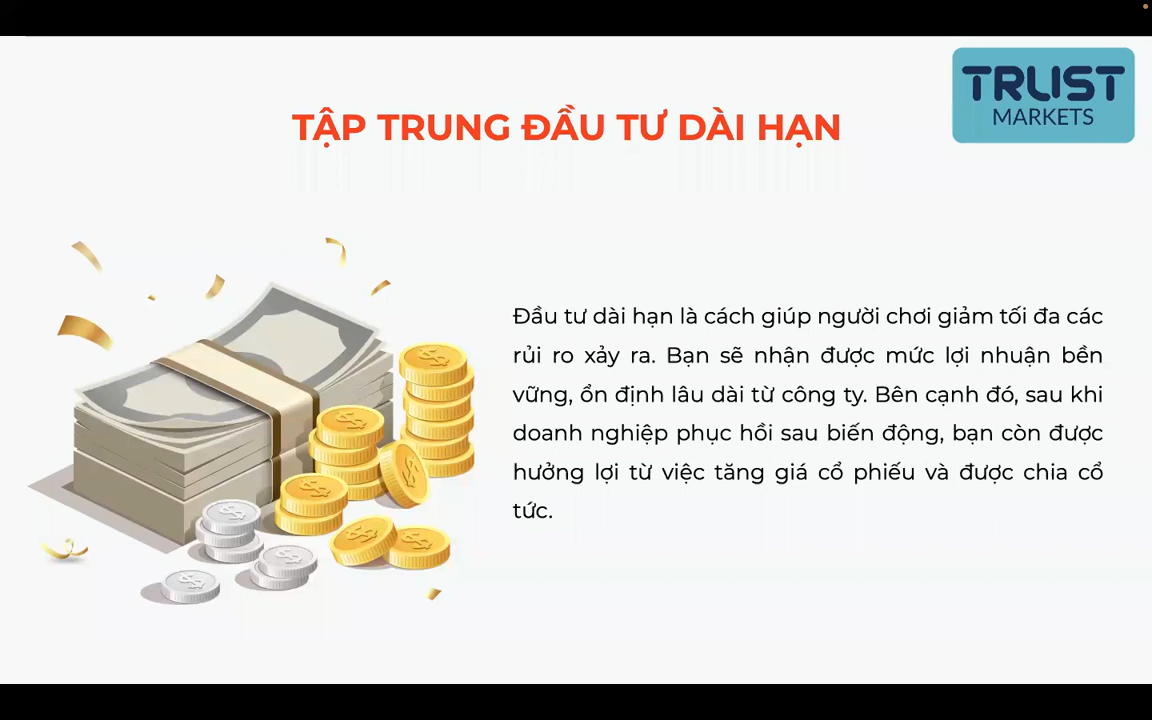 TRUST
MARKETS
TẬP TRUNG ĐẦU TƯ DÀI HẠN
Đầu tư dài hạn là cách giúp người chơi giảm tối đa các
rủi ro xảy ra. Bạn sẽ nhận được mức lợi nhuận bền
vững, ổn định lâu dài từ công ty. Bên cạnh đó, sau khi
doanh nghiệp phục hồi sau biến động, bạn còn được
hưởng lợi từ việc tăng giá cổ phiếu và được chia cổ
tức.